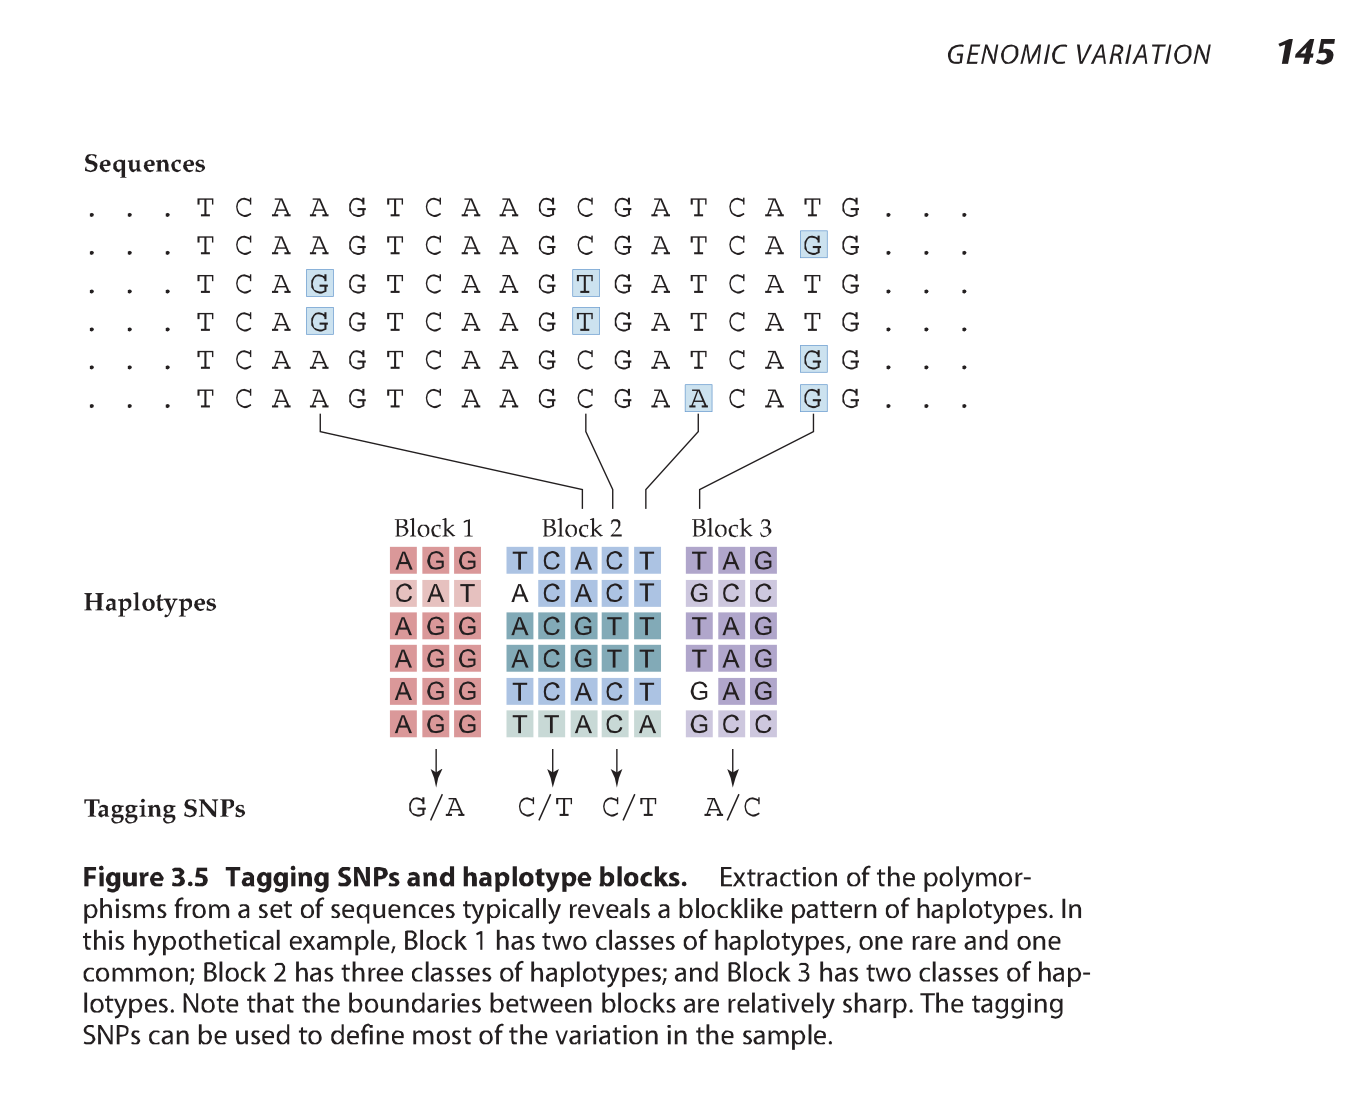 GENOMIC VARIATION 145
Sequences
. . . T C A A G T C A A G C G A T C A T G . . .
. . . T C A A G T C A A G C G A T C A G G . . .
. . . T C A G G T C A A G T G A T C A T G . . .
. . . T C A G G T C A A G T G A T C A T G . . .
. . . T C A A G T C A A G C G A T C A G G . . .
. . . T C A A G T C A A G C G A A C A G G . . .
Block 1 Block 2 Block 3
A G G T C A C T T A G
C A T A C A C T G C C
Haplotypes
A G G A C G T T T A G
A G G A C G T T T A G
A G G T C A C T G A G
A G G T T A C A G C C
Tagging SNPs G/A C/T C/T A/C
Figure 3.5 Tagging SNPs and haplotype blocks. Extraction of the polymor-
phisms from a set of sequences typically reveals a blocklike pattern of haplotypes. In
this hypothetical example, Block 1 has two classes of haplotypes, one rare and one
common; Block 2 has three classes of haplotypes; and Block 3 has two classes of hap-
lotypes. Note that the boundaries between blocks are relatively sharp. The tagging
SNPs can be used to define most of the variation in the sample.